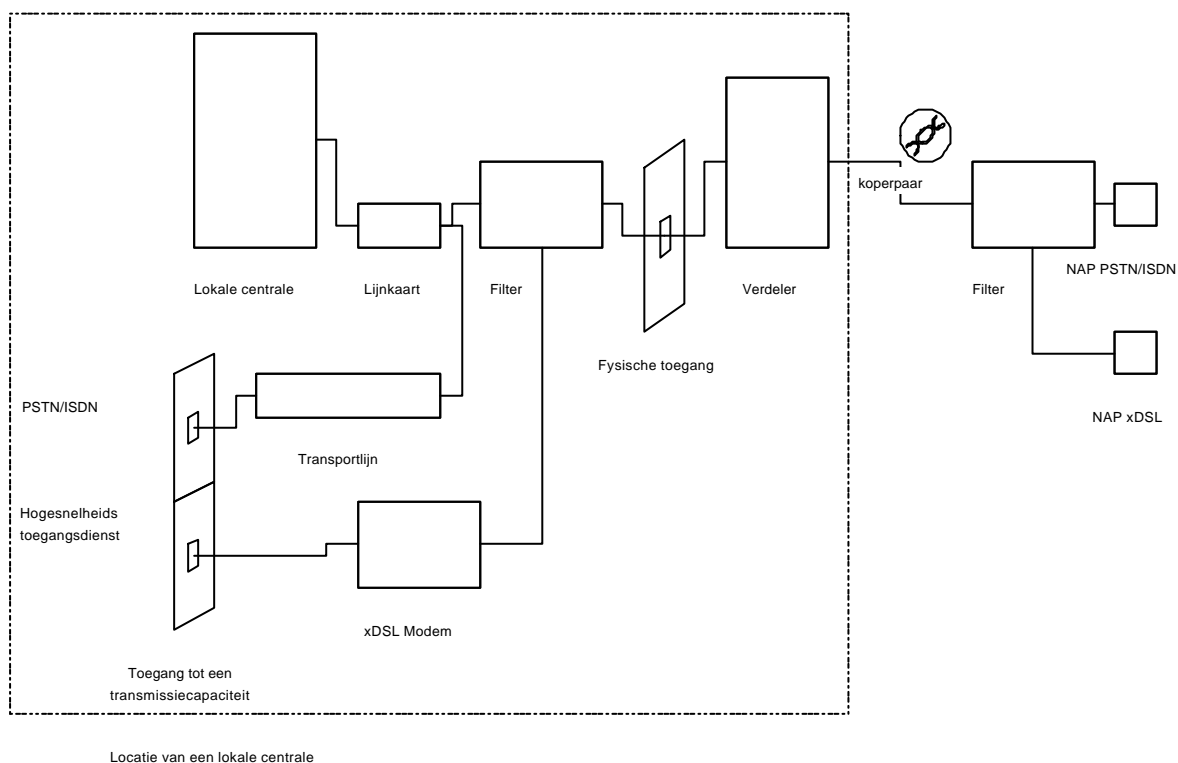 koperpaar
Lokale centrale
Lijnkaart
Filter
Verdeler
Filter
NAP PSTN/ISDN
Fysische toegang
PSTN/ISDN
NAP xDSL
Transportlijn
Hogesnelheids
toegangsdienst
xDSL Modem
Toegang tot een
transmissiecapaciteit
Locatie van een lokale centrale